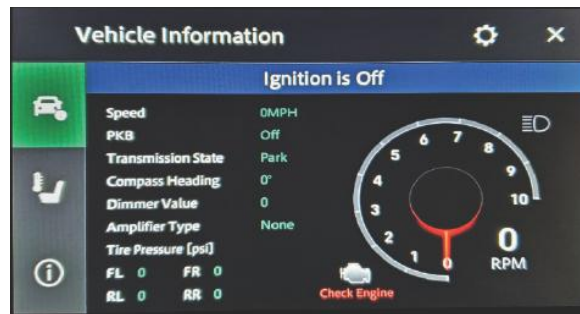 Vehicle Information
Ignition is Off
Speed 0MPH
PKB Off
Transmission State Park
Compass Heading 0°
Dimmer Value 0
Amplifier Type None
Tire Pressure [psi]
FL 0 FR 0
RL 0 RR 0
0
1
2
3
4
5
6
7
8
9
10
0
RPM
Check Engine